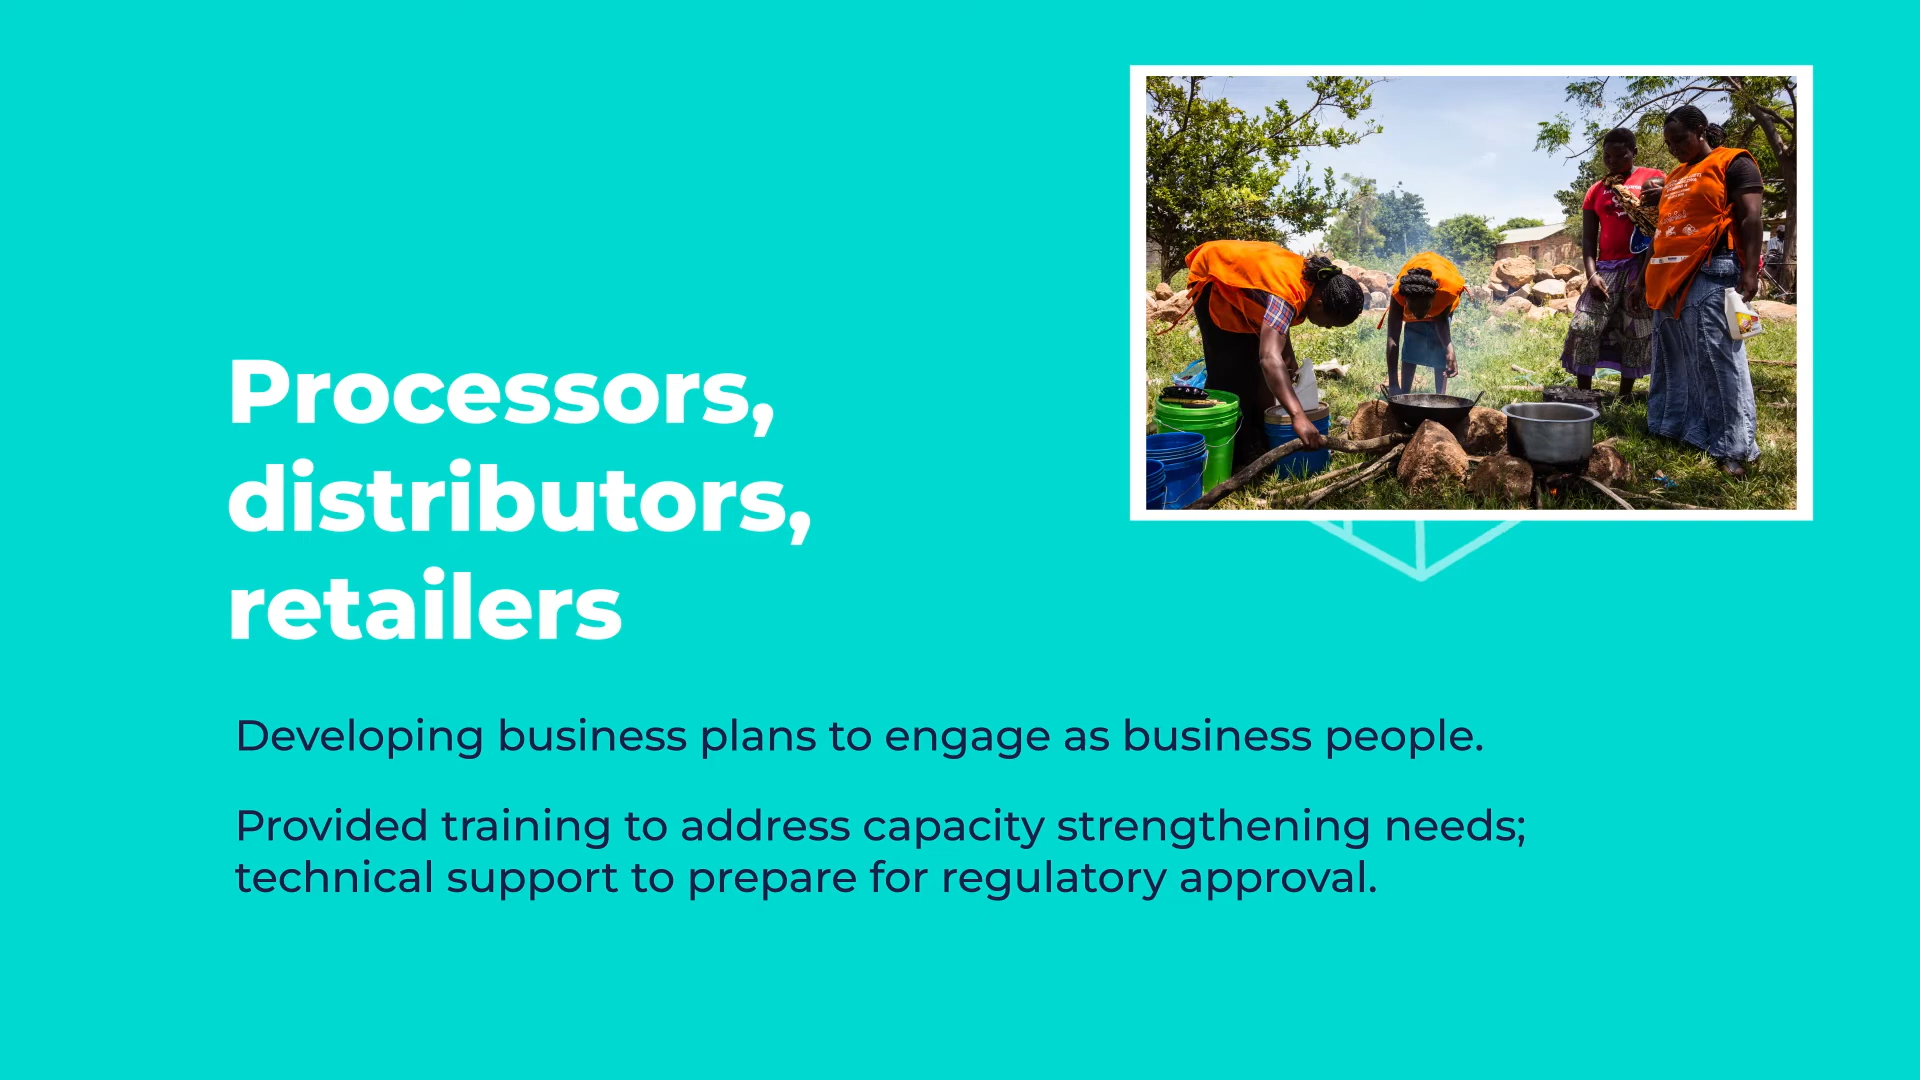 Processors,
distributors,
retailers
Developing business plans to engage as business people.
Provided training to address capacity strengthening needs;
technical support to prepare for regulatory approval.